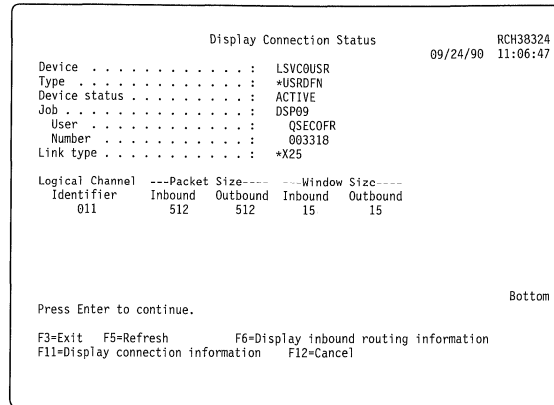 Display Connection Status RCH38324
09/24/90 11:06:47
Device . . . . . . . . . . . . : LSVC0USR
Type . . . . . . . . . . . . . : *USRDFN
Device status . . . . . . . . . : ACTIVE
Job . . . . . . . . . . . . . . : DSP09
User . . . . . . . . . . . . : QSECOFR
Number . . . . . . . . . . . : 003318
Link type . . . . . . . . . . . : *X25
Logical Channel ---Packet Size---- ---Window Size----
Identifier Inbound Outbound Inbound Outbound
011 512 512 15 15
Bottom
Press Enter to continue.
F3=Exit F5=Refresh F6=Display inbound routing information
F11=Display connection information F12=Cancel